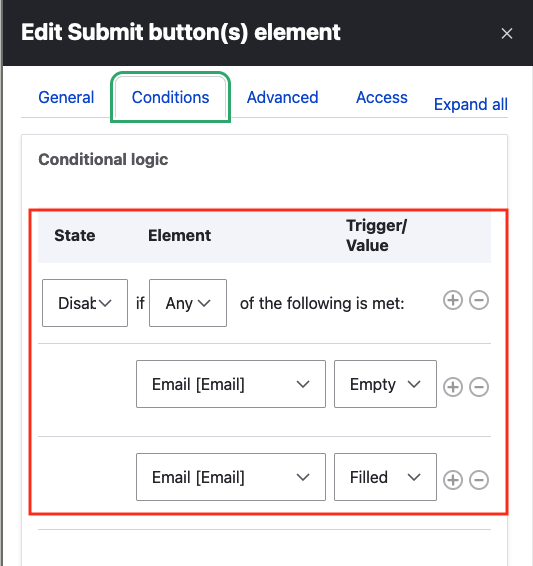 Edit Submit button(s) element
General Conditions Advanced Access Expand all
Conditional logic
State Element Trigger/
Value
Disab if Any of the following is met:
Email [Email] Empty
Email [Email] Filled